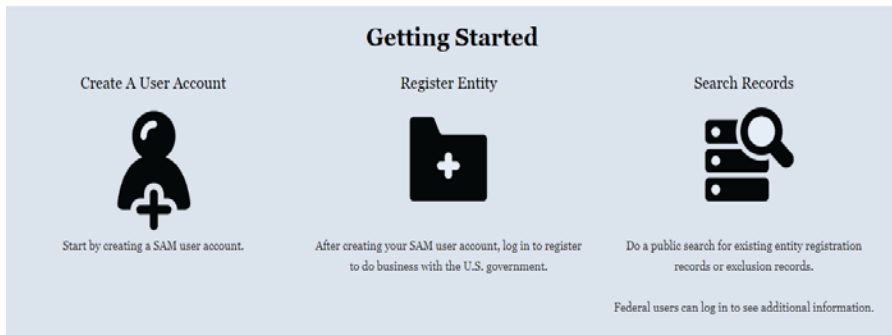 Getting Started
Create A User Account
Start by creating a SAM user account.
Register Entity
After creating your SAM user account, log in to register
to do business with the U.S. government.
Search Records
Do a public search for existing entity registration
records or exclusion records.
Federal users can log in to see additional information.